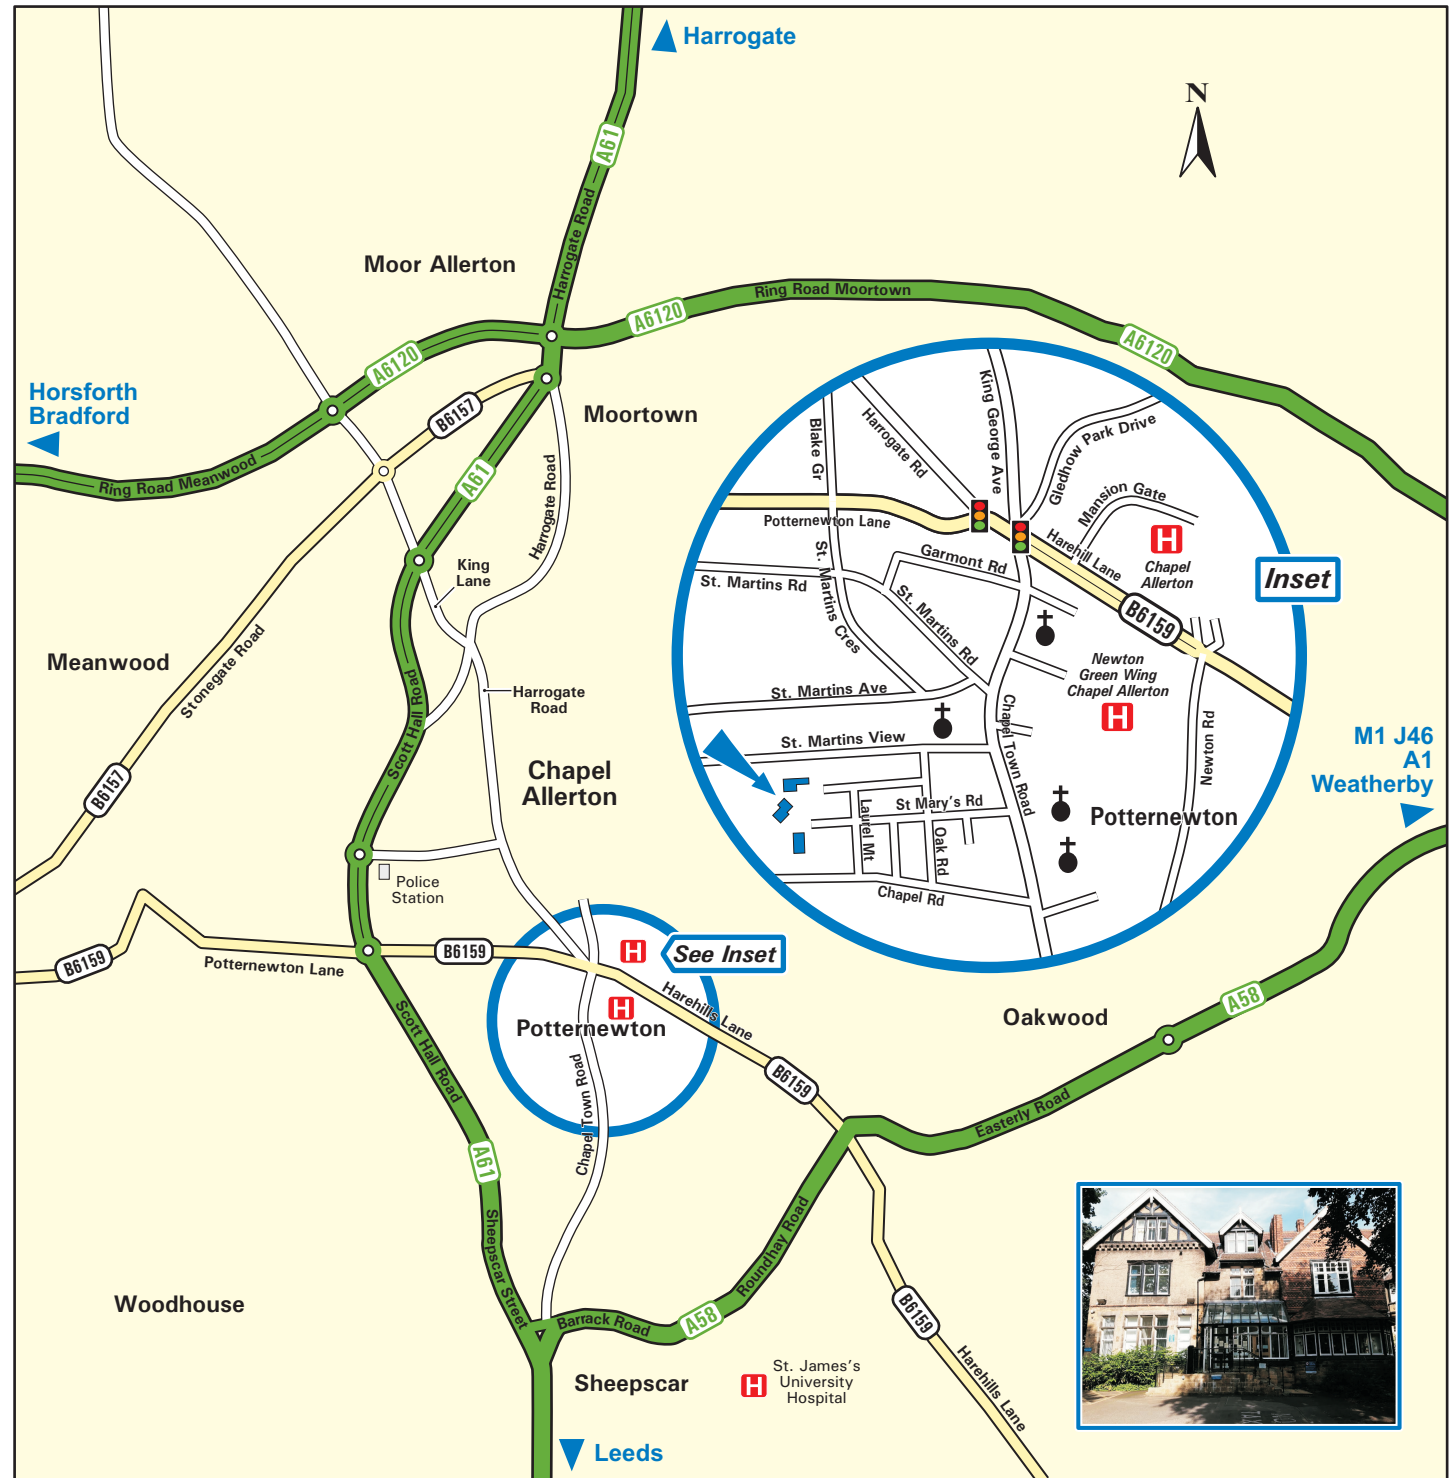 Harrogate
N
A61
Harrogate Road
Moor Allerton
Ring Road Moortown
A6120
A6120
A6120
Horsforth
Bradford
B6157
Moortown
Ring Road Meanwood
A61
Harrogate Road
King
Lane
Meanwood
Stonegate Road
Harrogate
Road
Scott Hall Road
B6157
Chapel
Allerton
Police
Station
B6159
Potternewton Lane
B6159
H
See Inset
H
Potternewton
Harehills Lane
Scott Hall Road
Chapel Town Road
B6159
A61
Sheepscar Street
Woodhouse
Barrack Road
A58
Roundhay Road
Easterly Road
A58
Oakwood
B6159
Harehills Lane
Sheepscar
H
St. James's
University
Hospital
Leeds
M1 J46
A1
Weatherby
Inset
King George Ave
Harrogate Rd
Blake Gr
Gledhow Park Drive
Mansion Gate
Potternewton Lane
Harehill Lane
H
Chapel
Allerton
Garmont Rd
St. Martins Rd
St. Martins Cres
St. Martins Rd
B6159
Newton
Green Wing
Chapel Allerton
H
St. Martins Ave
St. Martins View
Chapel Town Road
Newton Rd
St Mary's Rd
Laurel Mt
Oak Rd
Potternewton
Chapel Rd